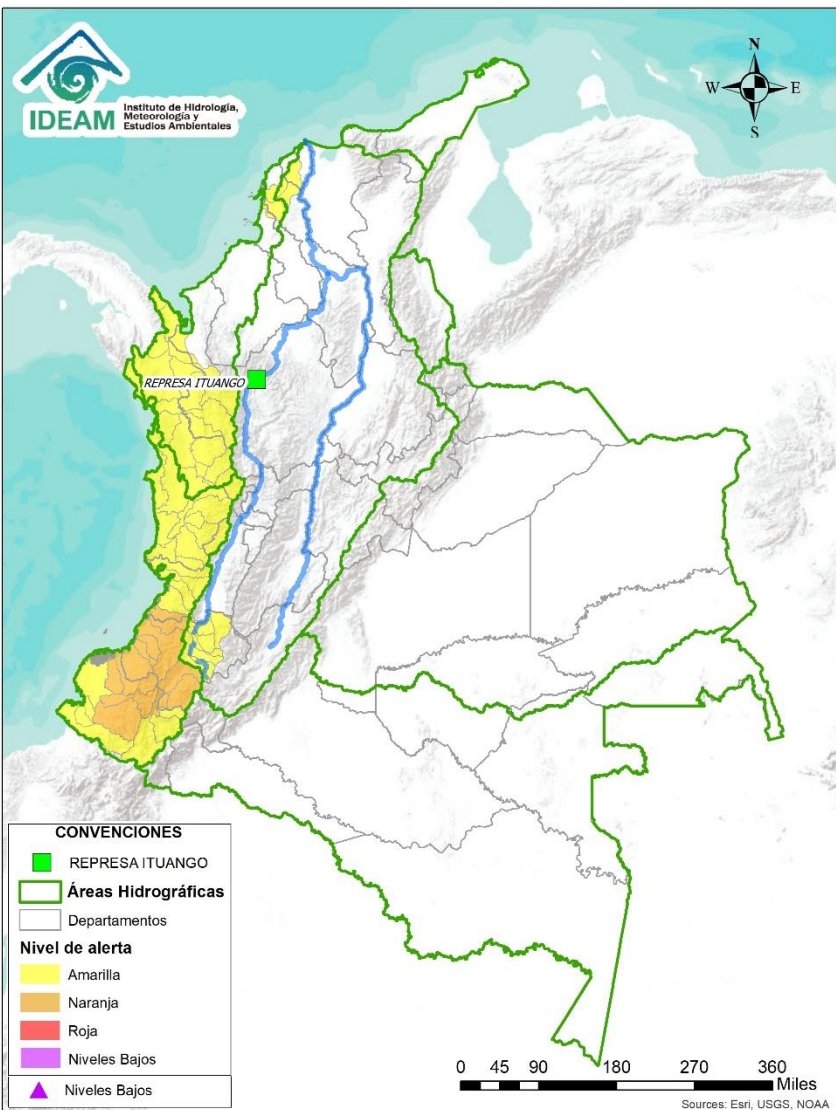 IDEAM
Instituto de Hidrología,
Meteorología y
Estudios Ambientales
N
W
E
S
REPRESA ITUANGO
CONVENCIONES
REPRESA ITUANGO
Áreas Hidrográficas
Departamentos
Nivel de alerta
Amarilla
Naranja
Roja
Niveles Bajos
Niveles Bajos
0 45 90 180 270 360
Miles
Sources: Esri, USGS, NOAA